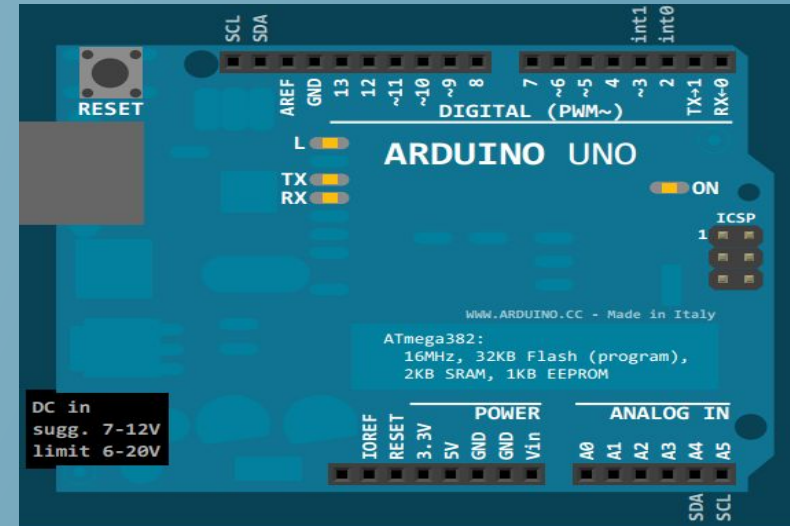 SCL
SDA
int1
int0
RESET
AREF
GND
13
12
~11
~10
~9
8
7
~6
~5
4
~3
2
TX→1
RX←0
DIGITAL (PWM~)
L
TX
RX
ARDUINO UNO
ON
ICSP
1
WWW.ARDUINO.CC - Made in Italy
ATmega382:
16MHz, 32KB Flash (program),
2KB SRAM, 1KB EEPROM
DC in
sugg. 7-12V
limit 6-20V
POWER
ANALOG IN
IOREF
RESET
3.3V
5V
GND
GND
Vin
A0
A1
A2
A3
A4
A5
SDA
SCL